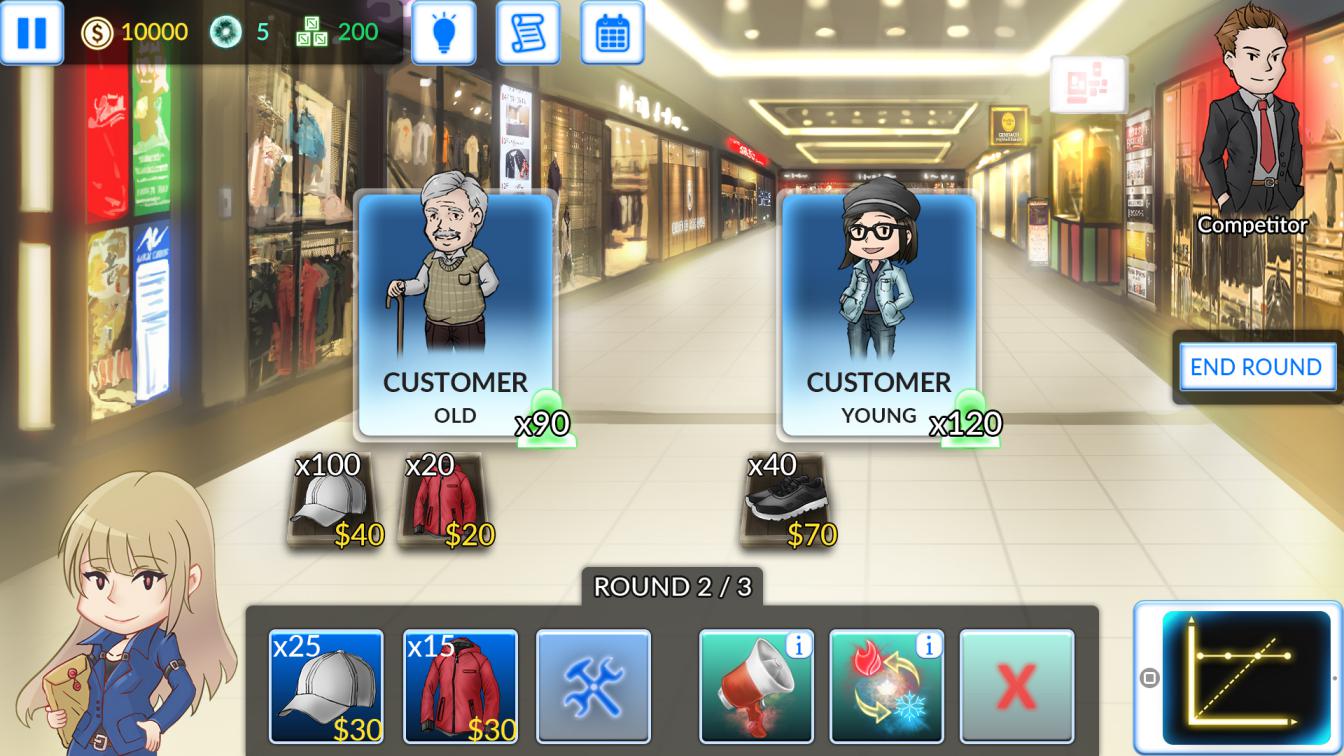 10000
5
200
Competitor
END ROUND
CUSTOMER
OLD
x90
CUSTOMER
YOUNG
x120
x100
$40
x20
$20
x40
$70
ROUND 2 / 3
x25
$30
x15
$30